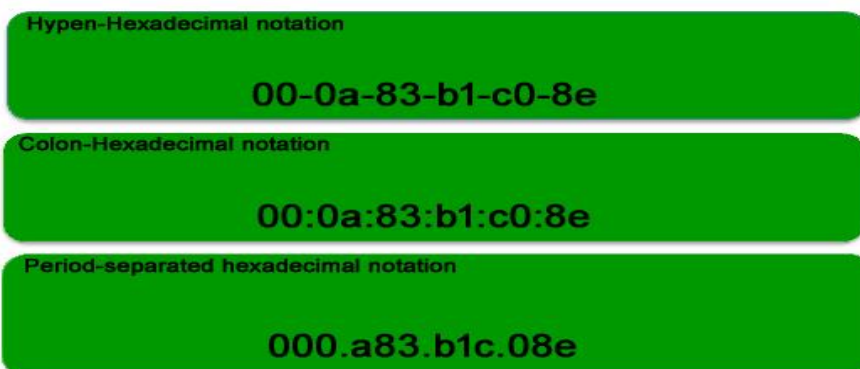 Hypen-Hexadecimal notation
00-0a-83-b1-c0-8e
Colon-Hexadecimal notation
00:0a:83:b1:c0:8e
Period-separated hexadecimal notation
000.a83.b1c.08e